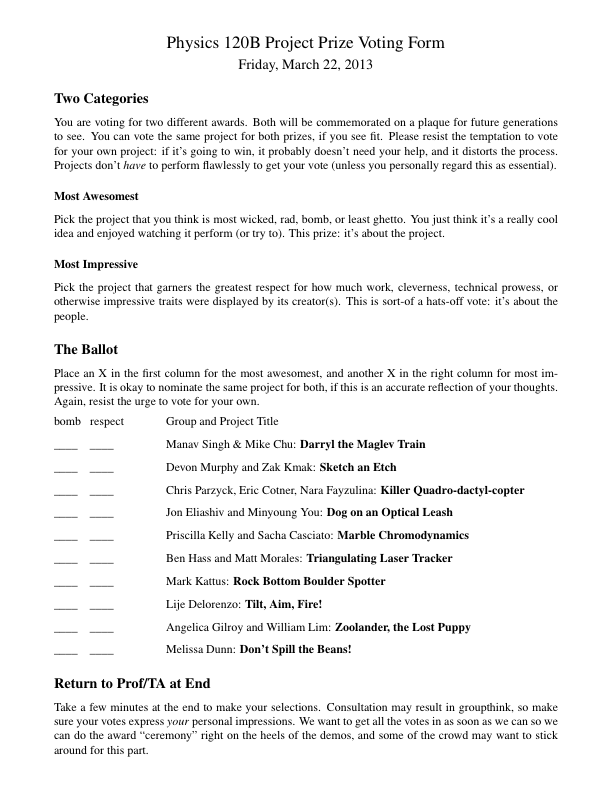 Physics 120B Project Prize Voting Form
Friday, March 22, 2013
Two Categories
You are voting for two different awards. Both will be commemorated on a plaque for future generations
to see. You can vote the same project for both prizes, if you see fit. Please resist the temptation to vote
for your own project: if it's going to win, it probably doesn't need your help, and it distorts the process.
Projects don't have to perform flawlessly to get your vote (unless you personally regard this as essential).
Most Awesomest
Pick the project that you think is most wicked, rad, bomb, or least ghetto. You just think it's a really cool
idea and enjoyed watching it perform (or try to). This prize: it's about the project.
Most Impressive
Pick the project that garners the greatest respect for how much work, cleverness, technical prowess, or
otherwise impressive traits were displayed by its creator(s). This is sort-of a hats-off vote: it's about the
people.
The Ballot
Place an X in the first column for the most awesomest, and another X in the right column for most im-
pressive. It is okay to nominate the same project for both, if this is an accurate reflection of your thoughts.
Again, resist the urge to vote for your own.
bomb respect Group and Project Title
____ ____ Manav Singh & Mike Chu: Darryl the Maglev Train
____ ____ Devon Murphy and Zak Kmak: Sketch an Etch
____ ____ Chris Parzyck, Eric Cotner, Nara Fayzulina: Killer Quadro-dactyl-copter
____ ____ Jon Eliashiv and Minyoung You: Dog on an Optical Leash
____ ____ Priscilla Kelly and Sacha Casciato: Marble Chromodynamics
____ ____ Ben Hass and Matt Morales: Triangulating Laser Tracker
____ ____ Mark Kattus: Rock Bottom Boulder Spotter
____ ____ Lije Delorenzo: Tilt, Aim, Fire!
____ ____ Angelica Gilroy and William Lim: Zoolander, the Lost Puppy
____ ____ Melissa Dunn: Don't Spill the Beans!
Return to Prof/TA at End
Take a few minutes at the end to make your selections. Consultation may result in groupthink, so make
sure your votes express your personal impressions. We want to get all the votes in as soon as we can so we
can do the award “ceremony” right on the heels of the demos, and some of the crowd may want to stick
around for this part.